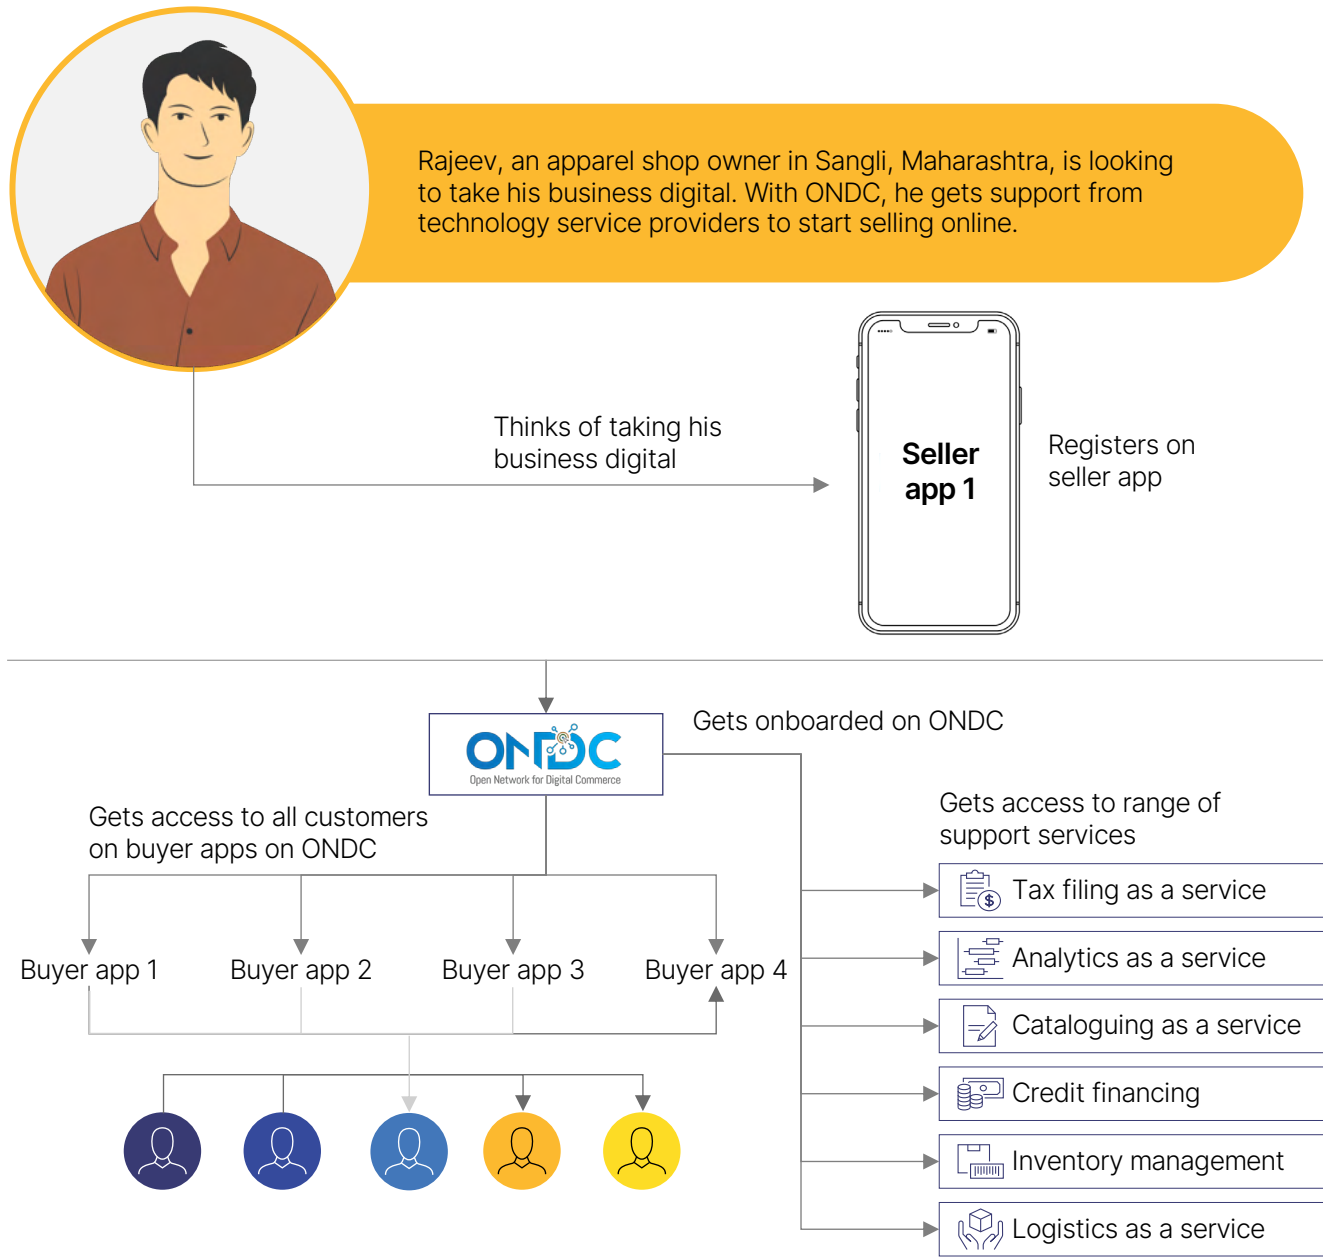 Rajeev, an apparel shop owner in Sangli, Maharashtra, is looking
to take his business digital. With ONDC, he gets support from
technology service providers to start selling online.
Thinks of taking his
business digital
Seller
app 1
Registers on
seller app
ONDC
Open Network for Digital Commerce
Gets onboarded on ONDC
Gets access to all customers
on buyer apps on ONDC
Buyer app 1
Buyer app 2
Buyer app 3
Buyer app 4
Gets access to range of
support services
Tax filing as a service
Analytics as a service
Cataloguing as a service
Credit financing
Inventory management
Logistics as a service